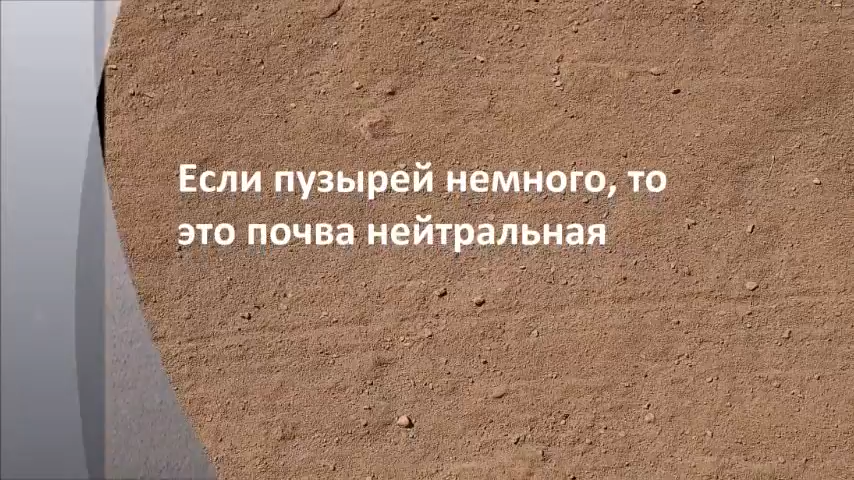 Если пузырей немного, то
это почва нейтральная